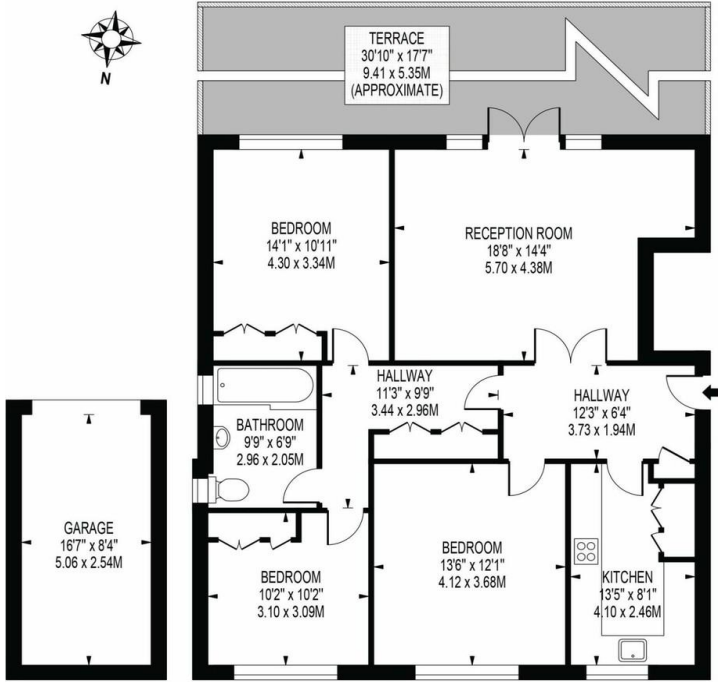 N
TERRACE
30'10" x 17'7"
9.41 x 5.35M
(APPROXIMATE)
BEDROOM
14'1" x 10'11"
4.30 x 3.34M
RECEPTION ROOM
18'8" x 14'4"
5.70 x 4.38M
HALLWAY
11'3" x 9'9"
3.44 x 2.96M
HALLWAY
12'3" x 6'4"
3.73 x 1.94M
BATHROOM
9'9" x 6'9"
2.96 x 2.05M
GARAGE
16'7" x 8'4"
5.06 x 2.54M
BEDROOM
10'2" x 10'2"
3.10 x 3.09M
BEDROOM
13'6" x 12'1"
4.12 x 3.68M
KITCHEN
13'5" x 8'1"
4.10 x 2.46M